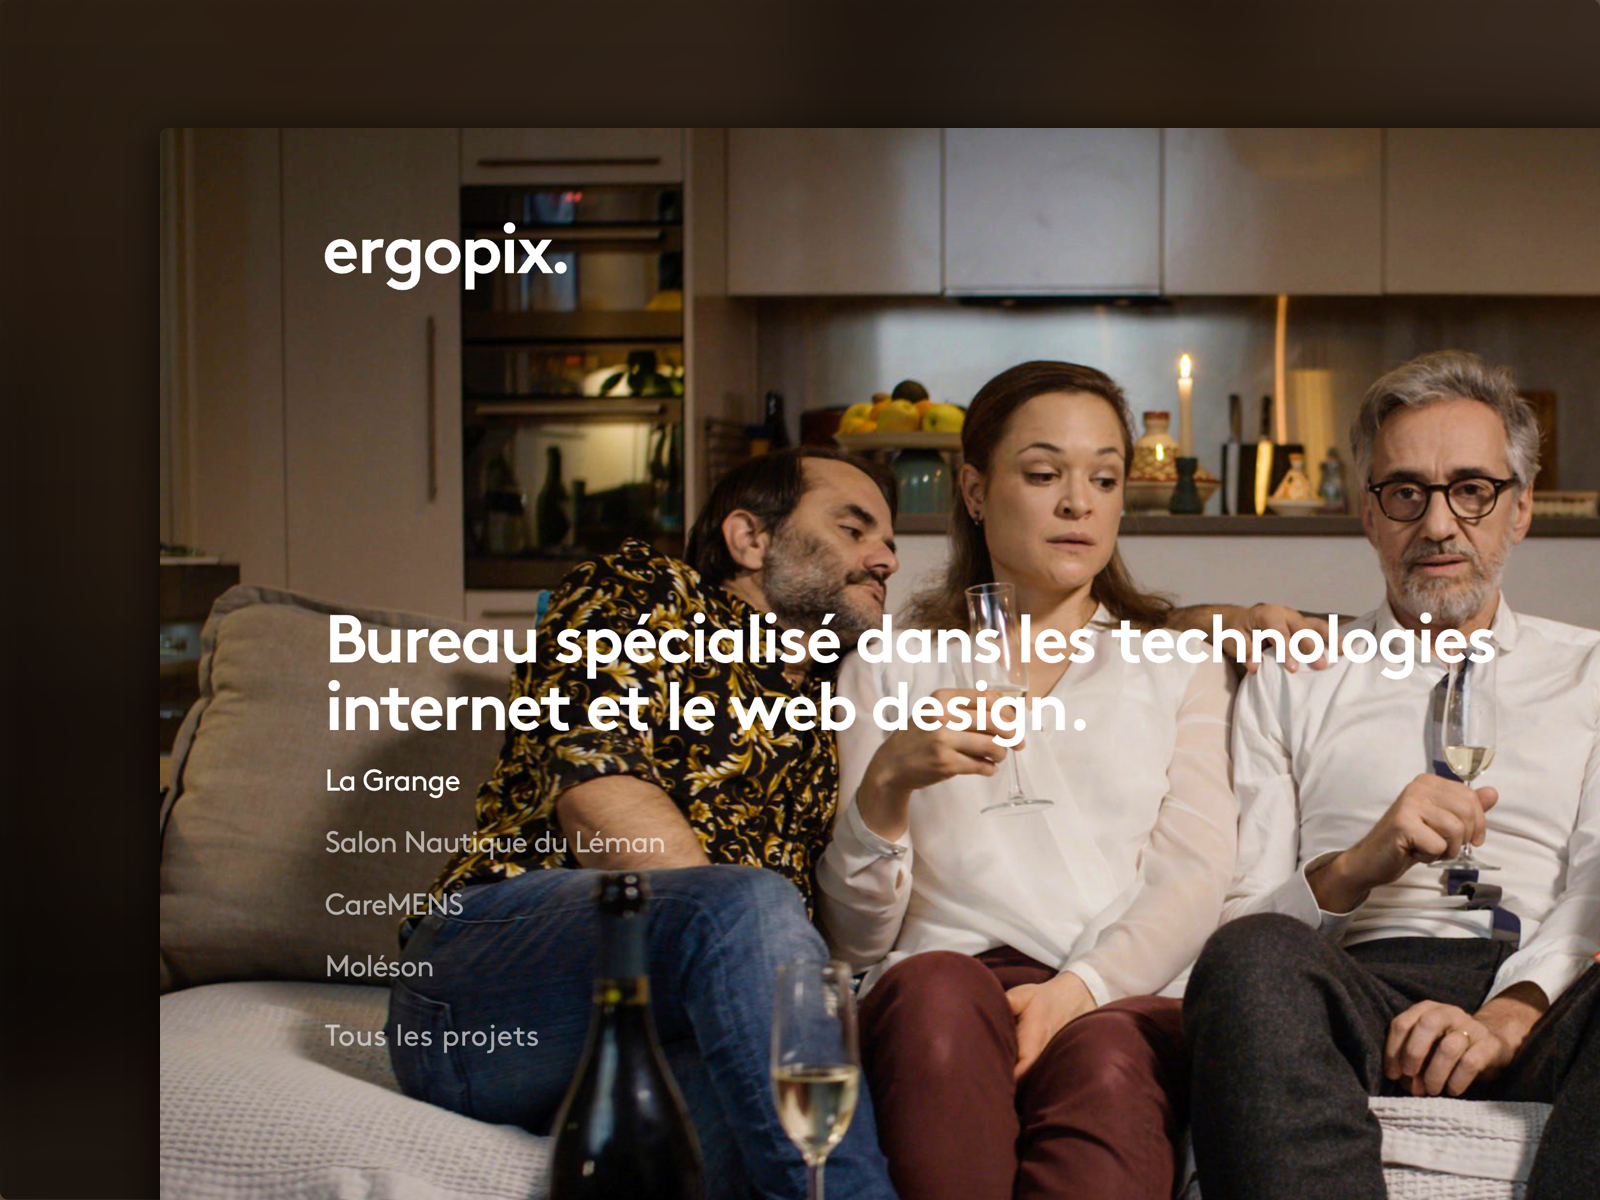 ergopix.
Bureau spécialisé dans les technologies
internet et le web design.
La Grange
Salon Nautique du Léman
CareMENS
Moléson
Tous les projets